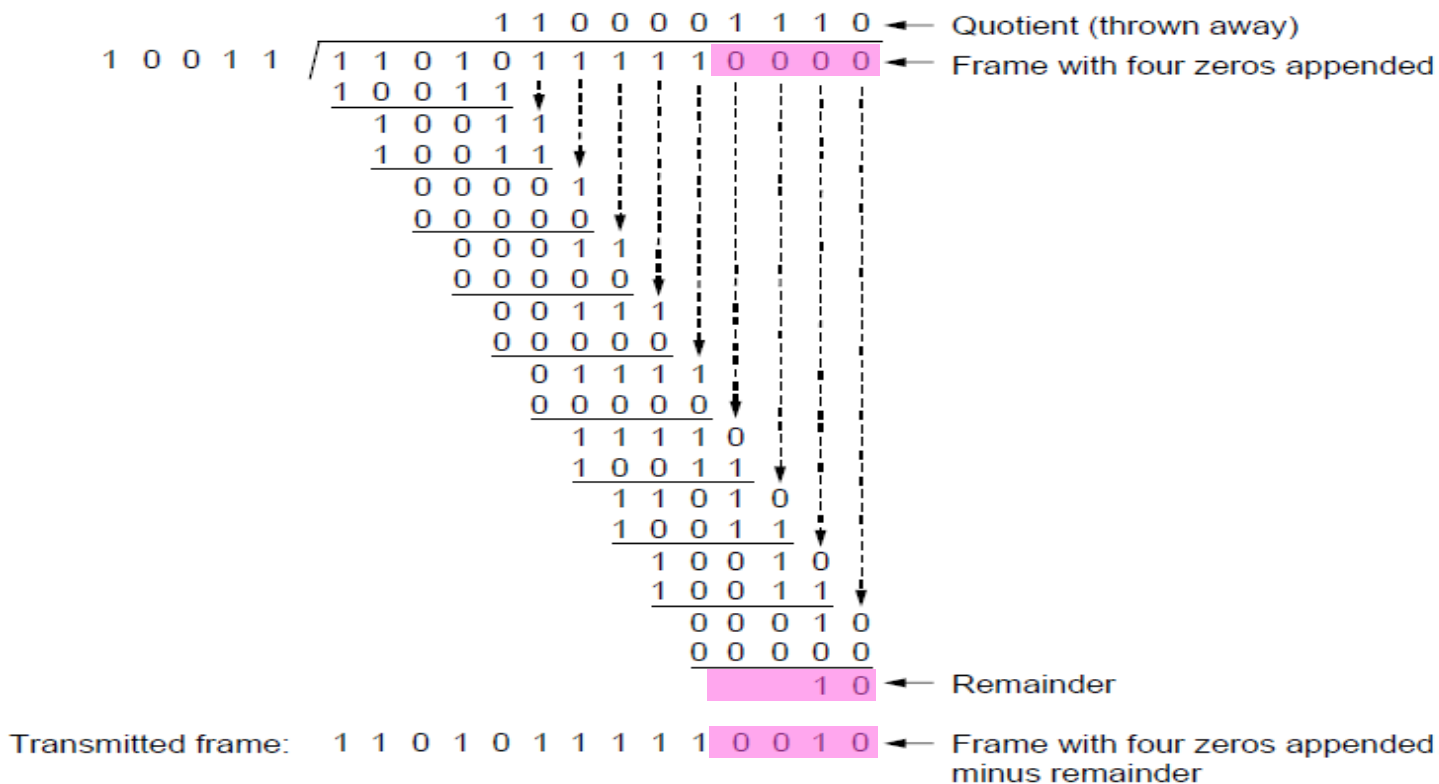 1 1 0 0 0 0 1 1 1 0 Quotient (thrown away)
1 0 0 1 1 1 1 0 1 0 1 1 1 1 1 0 0 0 0 Frame with four zeros appended
1 0 0 1 1
1 0 0 1 1
1 0 0 1 1
0 0 0 0 1
0 0 0 0 0
0 0 0 1 1
0 0 0 0 0
0 0 1 1 1
0 0 0 0 0
0 1 1 1 1
0 0 0 0 0
1 1 1 1 0
1 0 0 1 1
1 1 0 1 0
1 0 0 1 1
1 0 0 1 0
1 0 0 1 1
0 0 0 1 0
0 0 0 0 0
1 0 Remainder
Transmitted frame: 1 1 0 1 0 1 1 1 1 1 0 0 1 0 Frame with four zeros appended
minus remainder